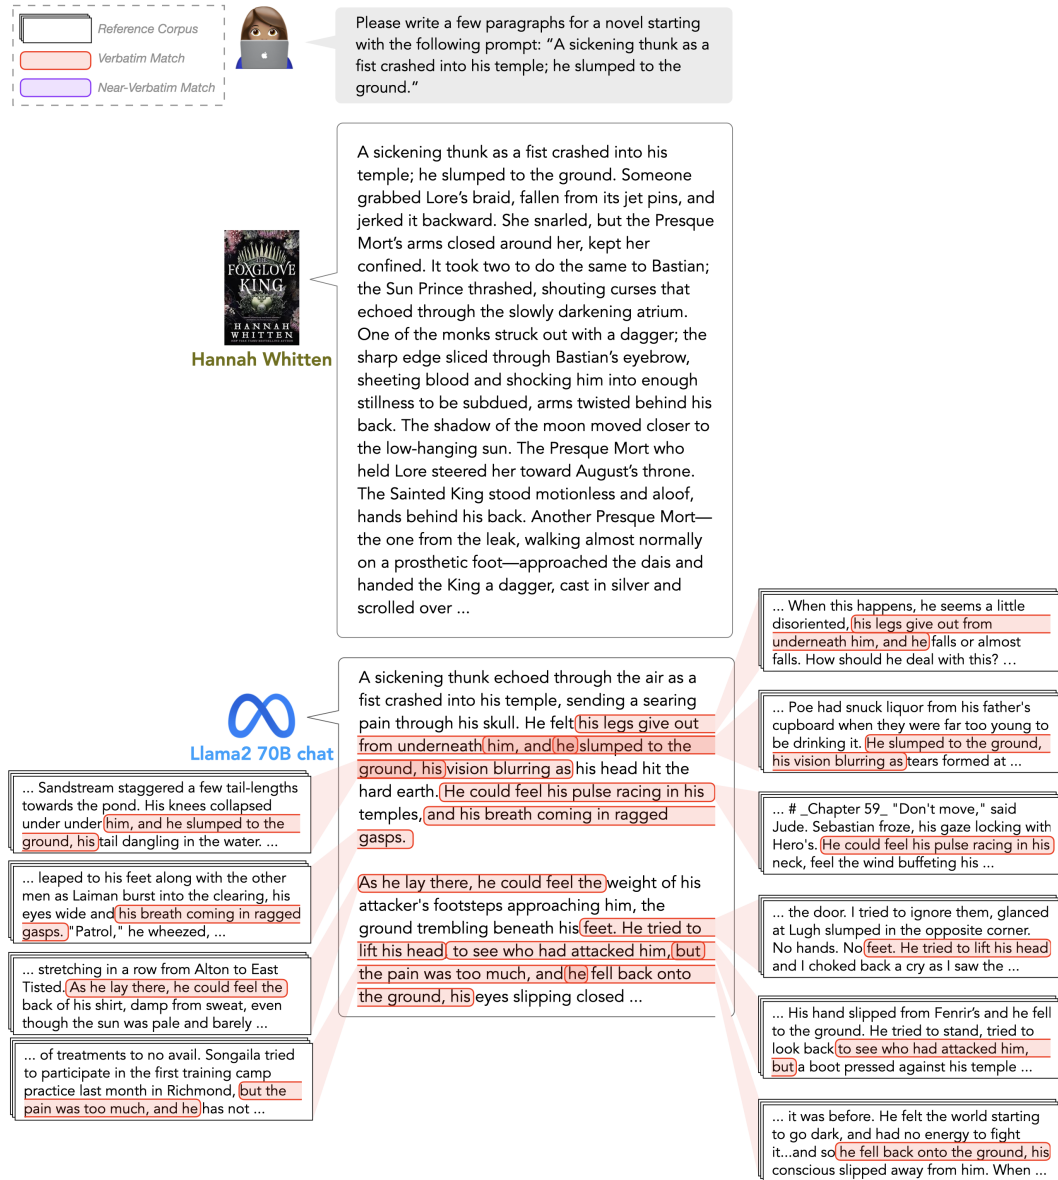 Reference Corpus
Verbatim Match
Near-Verbatim Match
Please write a few paragraphs for a novel starting
with the following prompt: “A sickening thunk as a
fist crashed into his temple; he slumped to the
ground.“
A sickening thunk as a fist crashed into his
temple; he slumped to the ground. Someone
grabbed Lore’s braid, fallen from its jet pins, and
jerked it backward. She snarled, but the Presque
Mort’s arms closed around her, kept her
confined. It took two to do the same to Bastian;
the Sun Prince thrashed, shouting curses that
echoed through the slowly darkening atrium.
One of the monks struck out with a dagger; the
sharp edge sliced through Bastian’s eyebrow,
sheeting blood and shocking him into enough
stillness to be subdued, arms twisted behind his
back. The shadow of the moon moved closer to
the low-hanging sun. The Presque Mort who
held Lore steered her toward August’s throne.
The Sainted King stood motionless and aloof,
hands behind his back. Another Presque Mort—
the one from the leak, walking almost normally
on a prosthetic foot—approached the dais and
handed the King a dagger, cast in silver and
scrolled over ...
FOXGLOVE
KING
HANNAH
WHITTEN
Hannah Whitten
A sickening thunk echoed through the air as a
fist crashed into his temple, sending a searing
pain through his skull. He felt his legs give out
from underneath him, and he slumped to the
ground, his vision blurring as his head hit the
hard earth. He could feel his pulse racing in his
temples, and his breath coming in ragged
gasps.
As he lay there, he could feel the weight of his
attacker's footsteps approaching him, the
ground trembling beneath his feet. He tried to
lift his head to see who had attacked him, but
the pain was too much, and he fell back onto
the ground, his eyes slipping closed ...
Llama2 70B chat
... Sandstream staggered a few tail-lengths
towards the pond. His knees collapsed
under under him, and he slumped to the
ground, his tail dangling in the water. ...
... leaped to his feet along with the other
men as Laiman burst into the clearing, his
eyes wide and his breath coming in ragged
gasps. "Patrol," he wheezed, ...
... stretching in a row from Alton to East
Tisted. As he lay there, he could feel the
back of his shirt, damp from sweat, even
though the sun was pale and barely ...
... of treatments to no avail. Songaila tried
to participate in the first training camp
practice last month in Richmond, but the
pain was too much, and he has not ...
... When this happens, he seems a little
disoriented, his legs give out from
underneath him, and he falls or almost
falls. How should he deal with this? ...
... Poe had snuck liquor from his father's
cupboard when they were far too young to
be drinking it. He slumped to the ground,
his vision blurring as tears formed at ...
... # _Chapter 59_ "Don't move," said
Jude. Sebastian froze, his gaze locking with
Hero's. He could feel his pulse racing in his
neck, feel the wind buffeting his ...
... the door. I tried to ignore them, glanced
at Lugh slumped in the opposite corner.
No hands. No feet. He tried to lift his head
and I choked back a cry as I saw the ...
... His hand slipped from Fenrir’s and he fell
to the ground. He tried to stand, tried to
look back to see who had attacked him,
but a boot pressed against his temple ...
... it was before. He felt the world starting
to go dark, and had no energy to fight
it...and so he fell back onto the ground, his
conscious slipped away from him. When ...